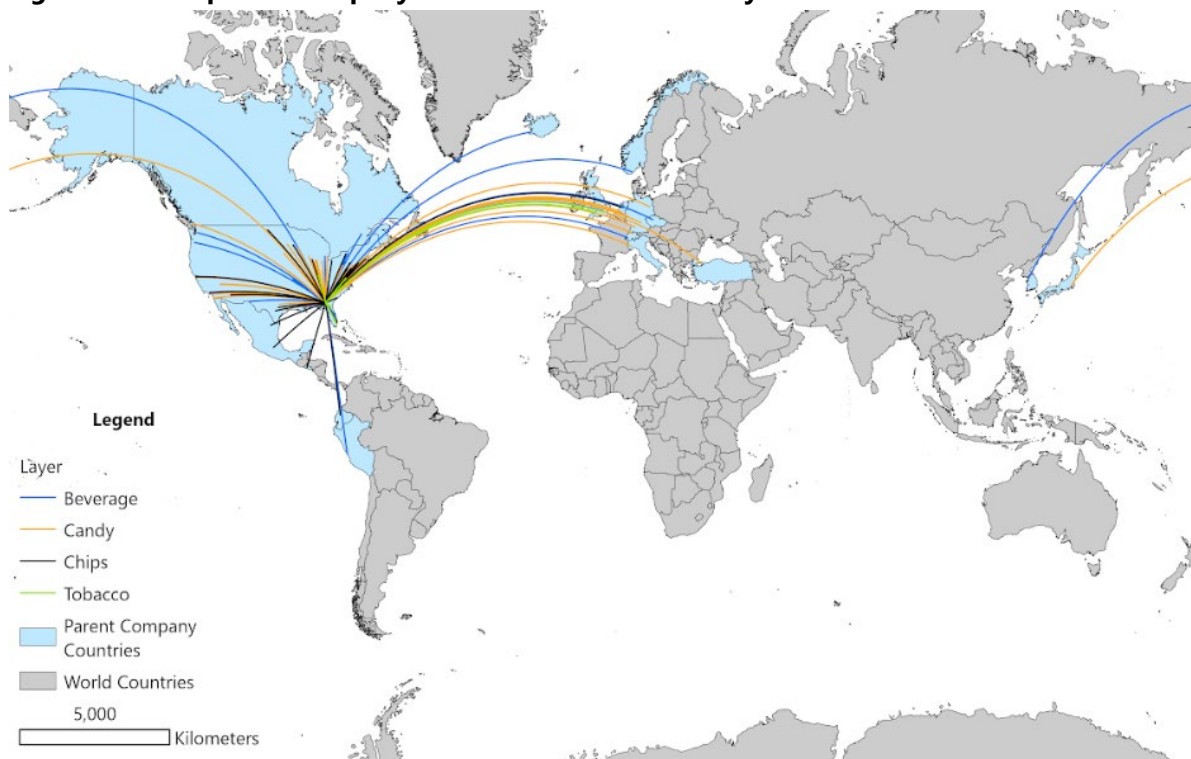 Legend
Layer
Beverage
Candy
Chips
Tobacco
Parent Company
Countries
World Countries
5,000
Kilometers